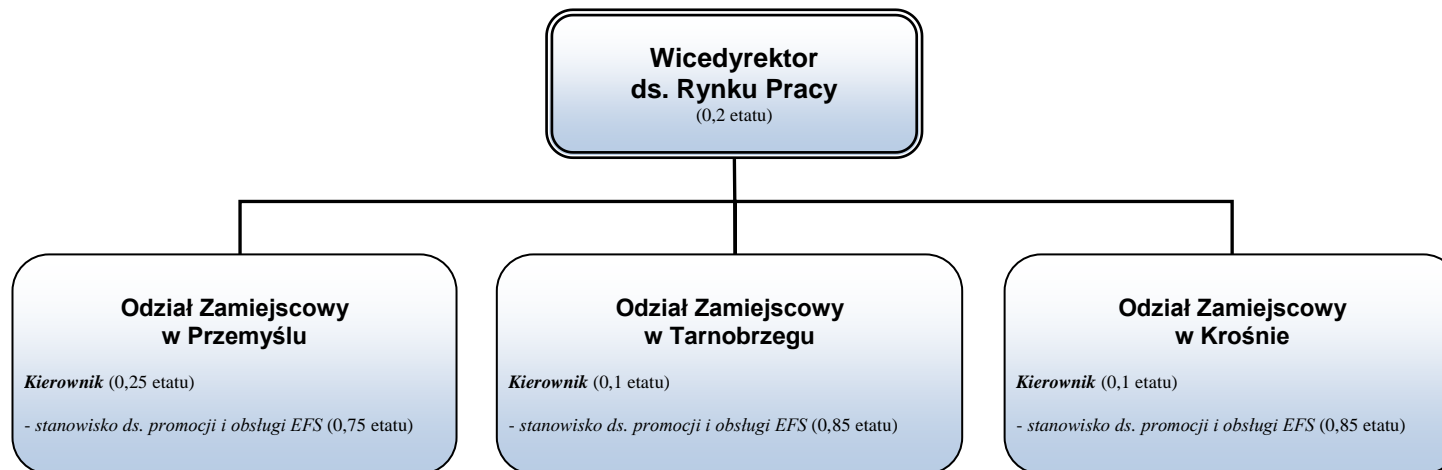 Wicedyrektor
ds. Rynku Pracy
(0,2 etatu)
Odział Zamiejscowy
w Przemyślu
Kierownik (0,25 etatu)
- stanowisko ds. promocji i obsługi EFS (0,75 etatu)
Odział Zamiejscowy
w Tarnobrzegu
Kierownik (0,1 etatu)
- stanowisko ds. promocji i obsługi EFS (0,85 etatu)
Odział Zamiejscowy
w Krośnie
Kierownik (0,1 etatu)
- stanowisko ds. promocji i obsługi EFS (0,85 etatu)